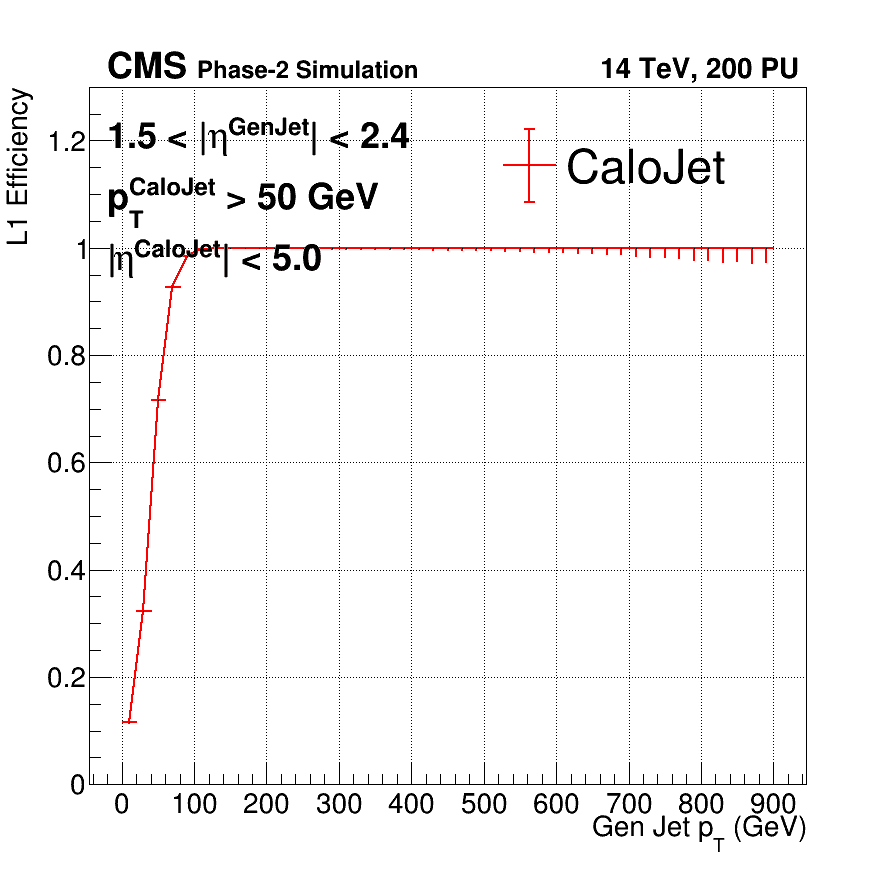 CMS Phase-2 Simulation
14 TeV, 200 PU
L1 Efficiency
1.5 < |η^GenJet| < 2.4
p_T^CaloJet > 50 GeV
|η^CaloJet| < 5.0
CaloJet
1.2
1
0.8
0.6
0.4
0.2
0
0 100 200 300 400 500 600 700 800 900
Gen Jet p_T (GeV)